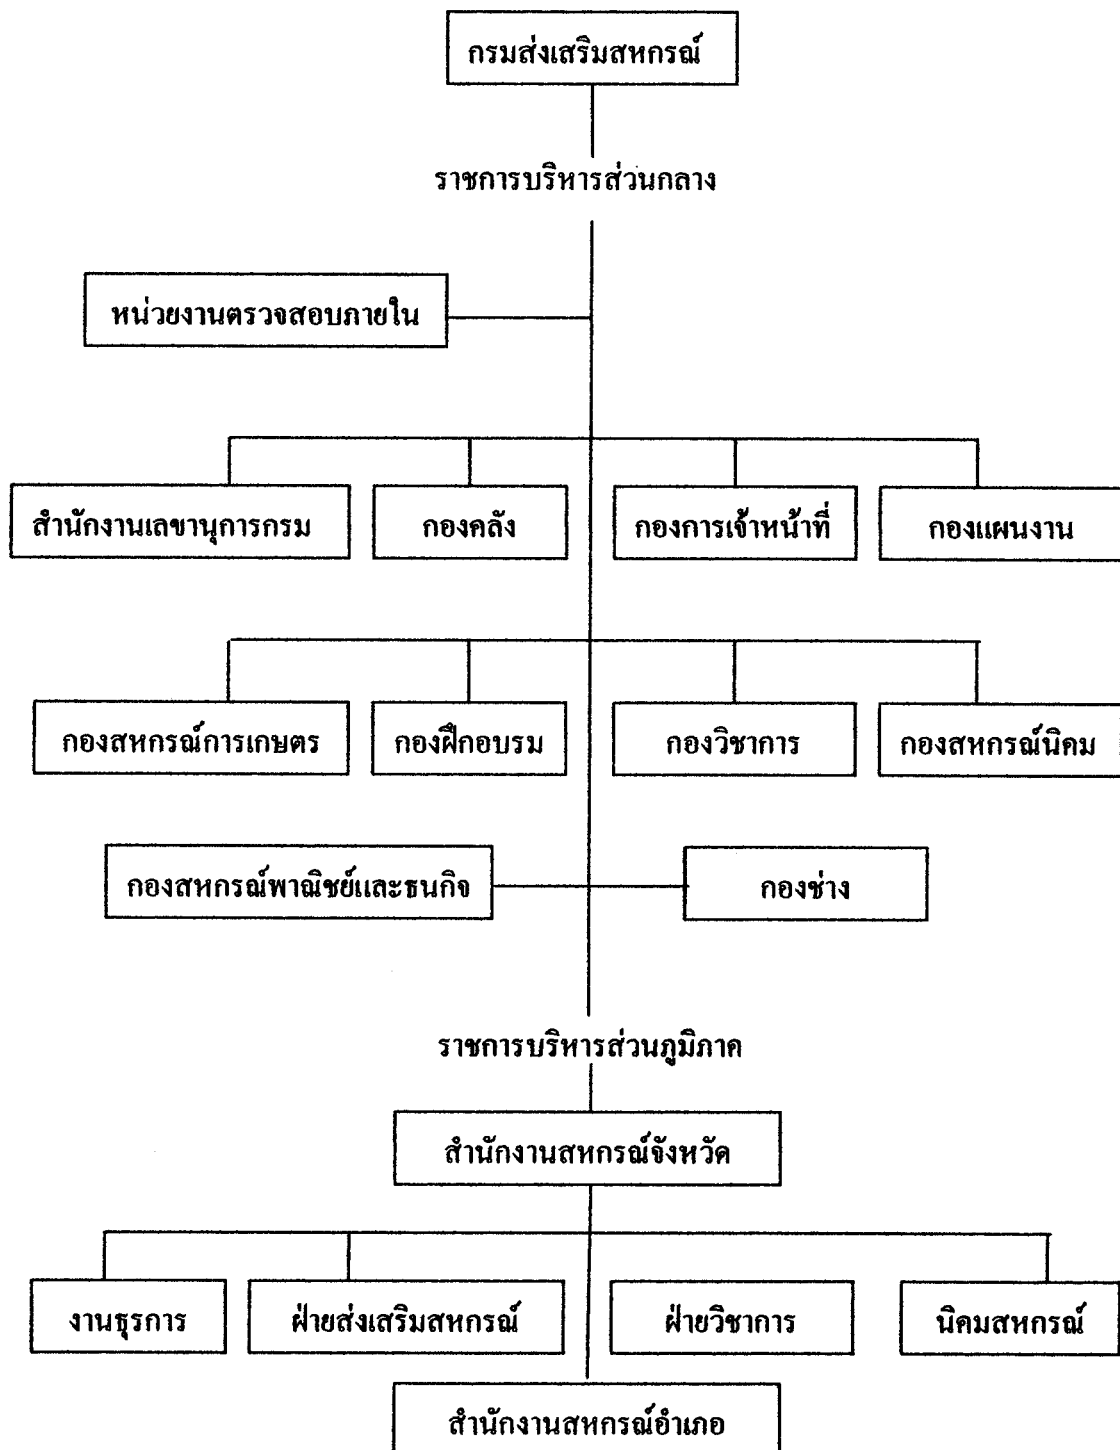 กรมส่งเสริมสหกรณ์
ราชการบริหารส่วนกลาง
หน่วยงานตรวจสอบภายใน
สำนักงานเลขานุการกรม
กองคลัง
กองการเจ้าหน้าที่
กองแผนงาน
กองสหกรณ์การเกษตร
กองฝึกอบรม
กองวิชาการ
กองสหกรณ์นิคม
กองสหกรณ์พาณิชย์และธนกิจ
กองช่าง
ราชการบริหารส่วนภูมิภาค
สำนักงานสหกรณ์จังหวัด
งานธุรการ
ฝ่ายส่งเสริมสหกรณ์
ฝ่ายวิชาการ
นิคมสหกรณ์
สำนักงานสหกรณ์อำเภอ